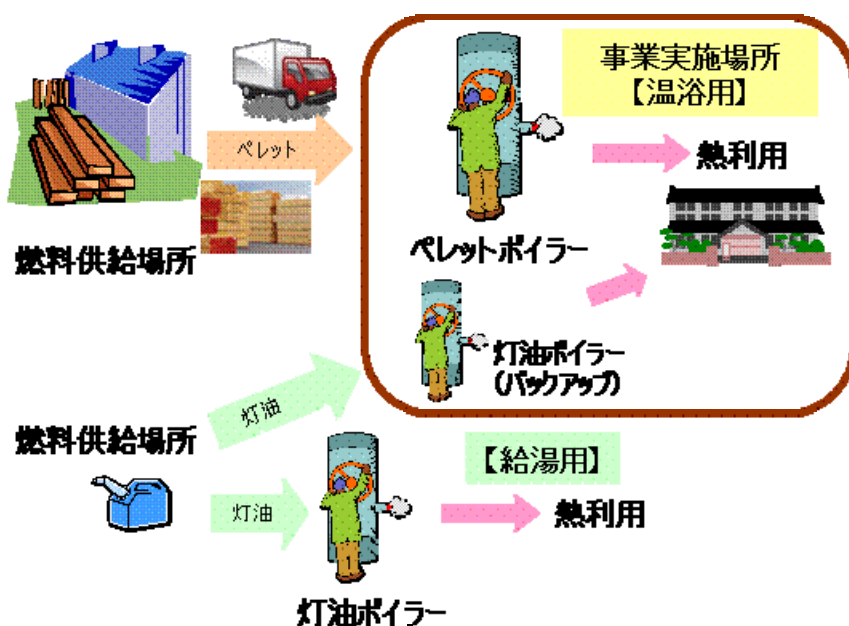 事業実施場所
【温浴用】
ペレット
熱利用
燃料供給場所
ペレットボイラー
灯油ボイラー
（バックアップ）
灯油
燃料供給場所
【給湯用】
灯油
熱利用
灯油ボイラー